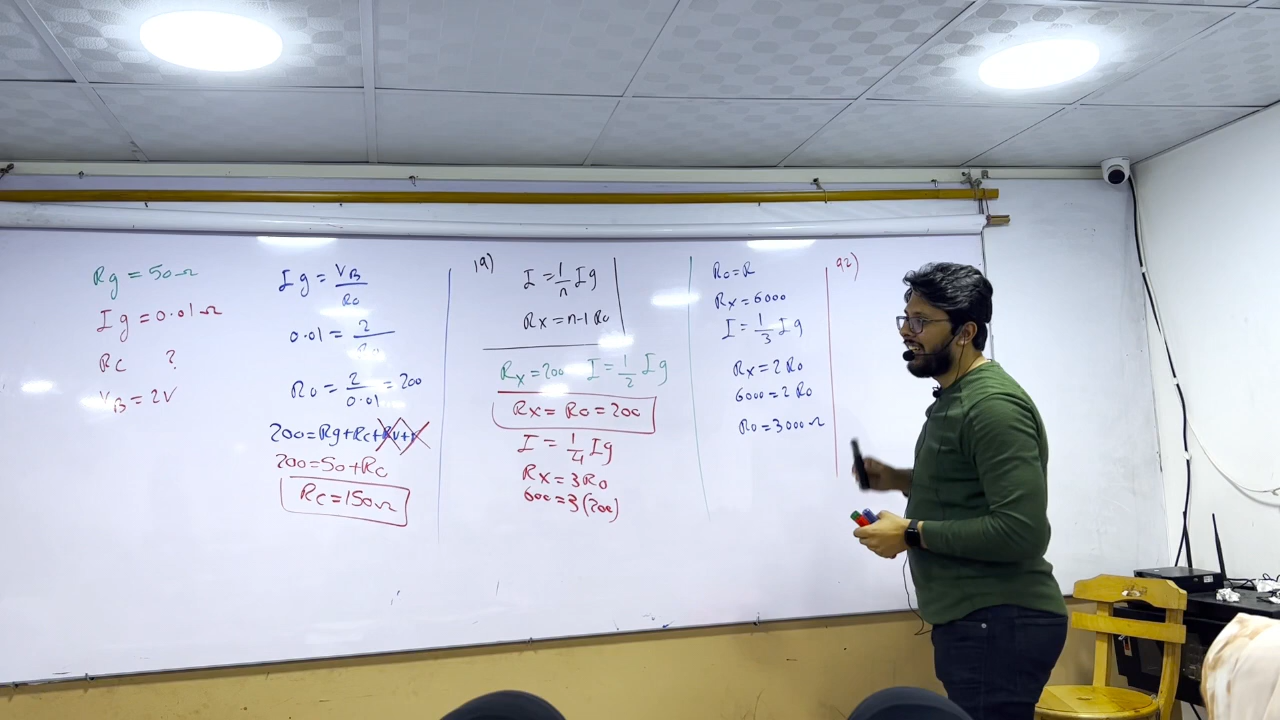 Rg = 50Ω
Ig = 0.01Ω
Rc ?
VB = 2V
Ig = VB/Ro
0.01 = 2/Ro
Ro = 2/0.01 = 200
200 = Rg + Rc + Rv + r
200 = 50 + Rc
Rc = 150Ω
19)
I = 1/n Ig
Rx = n-1 Ro
Rx = 200 I = 1/2 Ig
Rx = Ro = 200
I = 1/4 Ig
Rx = 3Ro
600 = 3(200)
Ro = R
Rx = 6000
I = 1/3 Ig
Rx = 2Ro
6000 = 2Ro
Ro = 3000Ω
92)